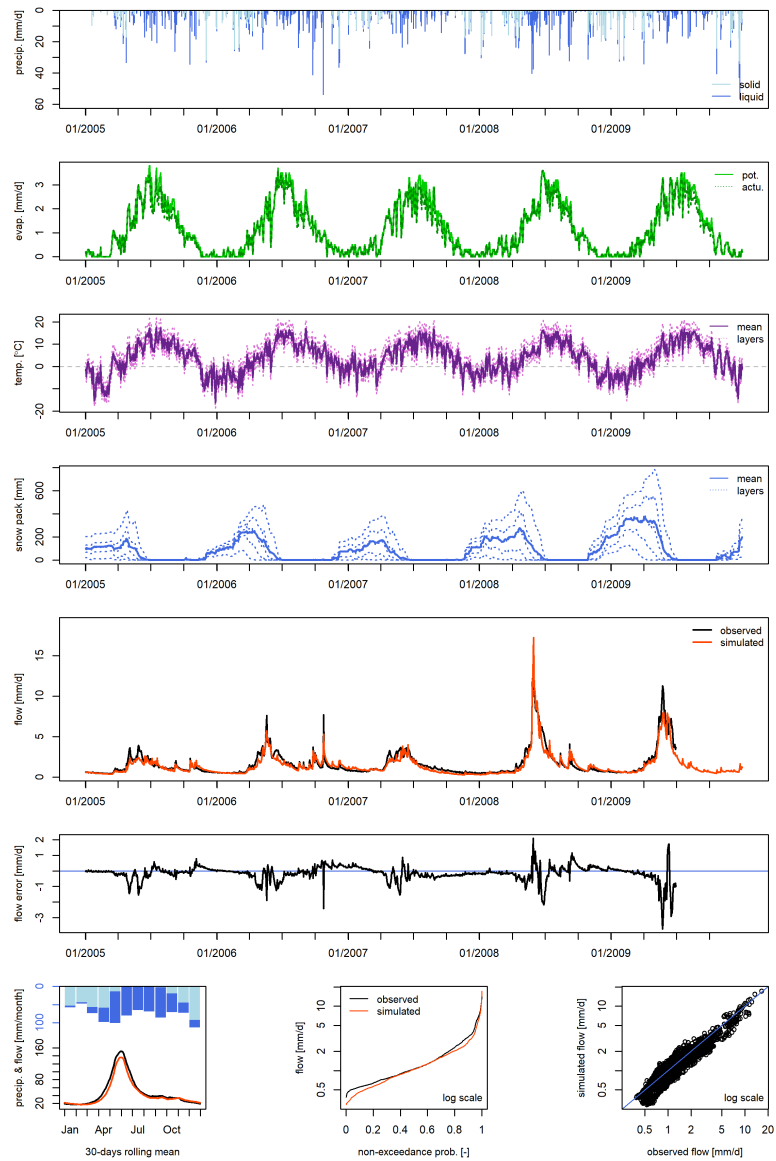 precip. [mm/d]
0
20
40
60
solid
liquid
01/2005
01/2006
01/2007
01/2008
01/2009
evap. [mm/d]
3
2
1
0
pot.
actu.
01/2005
01/2006
01/2007
01/2008
01/2009
temp. [°C]
20
10
0
-20
mean
layers
01/2005
01/2006
01/2007
01/2008
01/2009
snow pack [mm]
600
200
0
mean
layers
01/2005
01/2006
01/2007
01/2008
01/2009
flow [mm/d]
15
10
5
0
observed
simulated
01/2005
01/2006
01/2007
01/2008
01/2009
flow error [mm/d]
2
1
-1
-3
01/2005
01/2006
01/2007
01/2008
01/2009
precip. & flow [mm/month]
0
100
160
80
20
Jan
Apr
Jul
Oct
30-days rolling mean
flow [mm/d]
10
5
2
0.5
observed
simulated
log scale
0
0.2
0.4
0.6
0.8
1
non-exceedance prob. [-]
simulated flow [mm/d]
10
5
2
0.5
log scale
0.5
1
2
5
10
20
observed flow [mm/d]